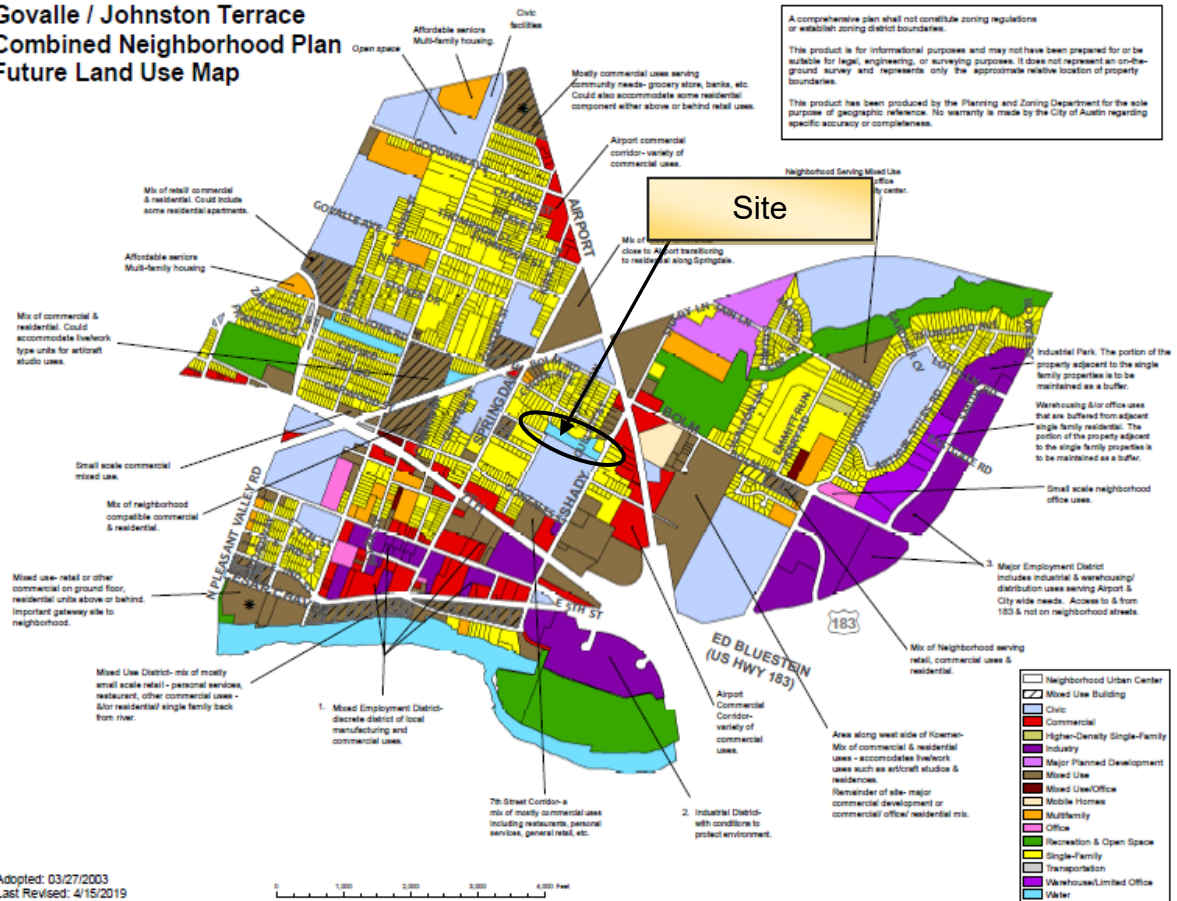 Govalle / Johnston Terrace
Combined Neighborhood Plan
Future Land Use Map
Civic
facilities
Affordable seniors
Multi-family housing.
Open space
Mostly commercial uses serving
community needs- grocery store, banks, etc.
Could also accommodate some residential
component either above or behind retail uses.
A comprehensive plan shall not constitute zoning regulations
or establish zoning district boundaries.
This product is for informational purposes and may not have been prepared for or be
suitable for legal, engineering, or surveying purposes. It does not represent an on-the-
ground survey and represents only the approximate relative location of property
boundaries.
This product has been produced by the Planning and Zoning Department for the sole
purpose of geographic reference. No warranty is made by the City of Austin regarding
specific accuracy or completeness.
Airport commercial
corridor- variety of
commercial uses.
Neighborhood Serving Mixed Use
office
center.
Site
Mix of
close to Airport transitioning
to residential along Springdale.
Mix of retail/ commercial
& residential. Could include
some residential apartments.
Affordable seniors
Multi-family housing
Mix of commercial &
residential. Could
accommodate live/work
type units for art/craft
studio uses.
Small scale commercial
mixed use.
Mix of neighborhood
compatible commercial
& residential.
Mixed use- retail or other
commercial on ground floor,
residential units above or behind.
Important gateway site to
neighborhood.
Mixed Use District- mix of mostly
small scale retail - personal services,
restaurant, other commercial uses -
&/or residential/ single family back
from river.
1. Mixed Employment District-
discrete district of local
manufacturing and
commercial uses.
7th Street Corridor- a
mix of mostly commercial uses
including restaurants, personal
services, general retail, etc.
2. Industrial District-
with conditions to
protect environment.
Airport
Commercial
Corridor-
variety of
commercial
uses.
Area along west side of Koerner-
Mix of commercial & residential
uses - accomodates live/work
uses such as art/craft studios &
residences.
Remainder of site- major
commercial development or
commercial/ office/ residential mix.
Mix of Neighborhood serving
retail, commercial uses &
residential.
3. Major Employment District
includes industrial & warehousing/
distribution uses serving Airport &
City wide needs. Access to & from
183 & not on neighborhood streets.
Small scale neighborhood
office uses.
Warehousing &/or office uses
that are buffered from adjacent
single family residential. The
portion of the property adjacent
to the single family properties is
to be maintained as a buffer.
Industrial Park. The portion of the
property adjacent to the single
family properties is to be
maintained as a buffer.
GOODWIN AVE
GOVALLE AVE
AIRPORT
SPRINGDALE
BOLM RD
BOLM
SHADY
7TH
E 5TH ST
N PLEASANT VALLEY RD
183
ED BLUESTEIN
(US HWY 183)
Neighborhood Urban Center
Mixed Use Building
Civic
Commercial
Higher-Density Single-Family
Industry
Major Planned Development
Mixed Use
Mixed Use/Office
Mobile Homes
Multifamily
Office
Recreation & Open Space
Single-Family
Transportation
Warehouse/Limited Office
Water
Adopted: 03/27/2003
Last Revised: 4/15/2019
0 1,000 2,000 3,000 4,000 Feet